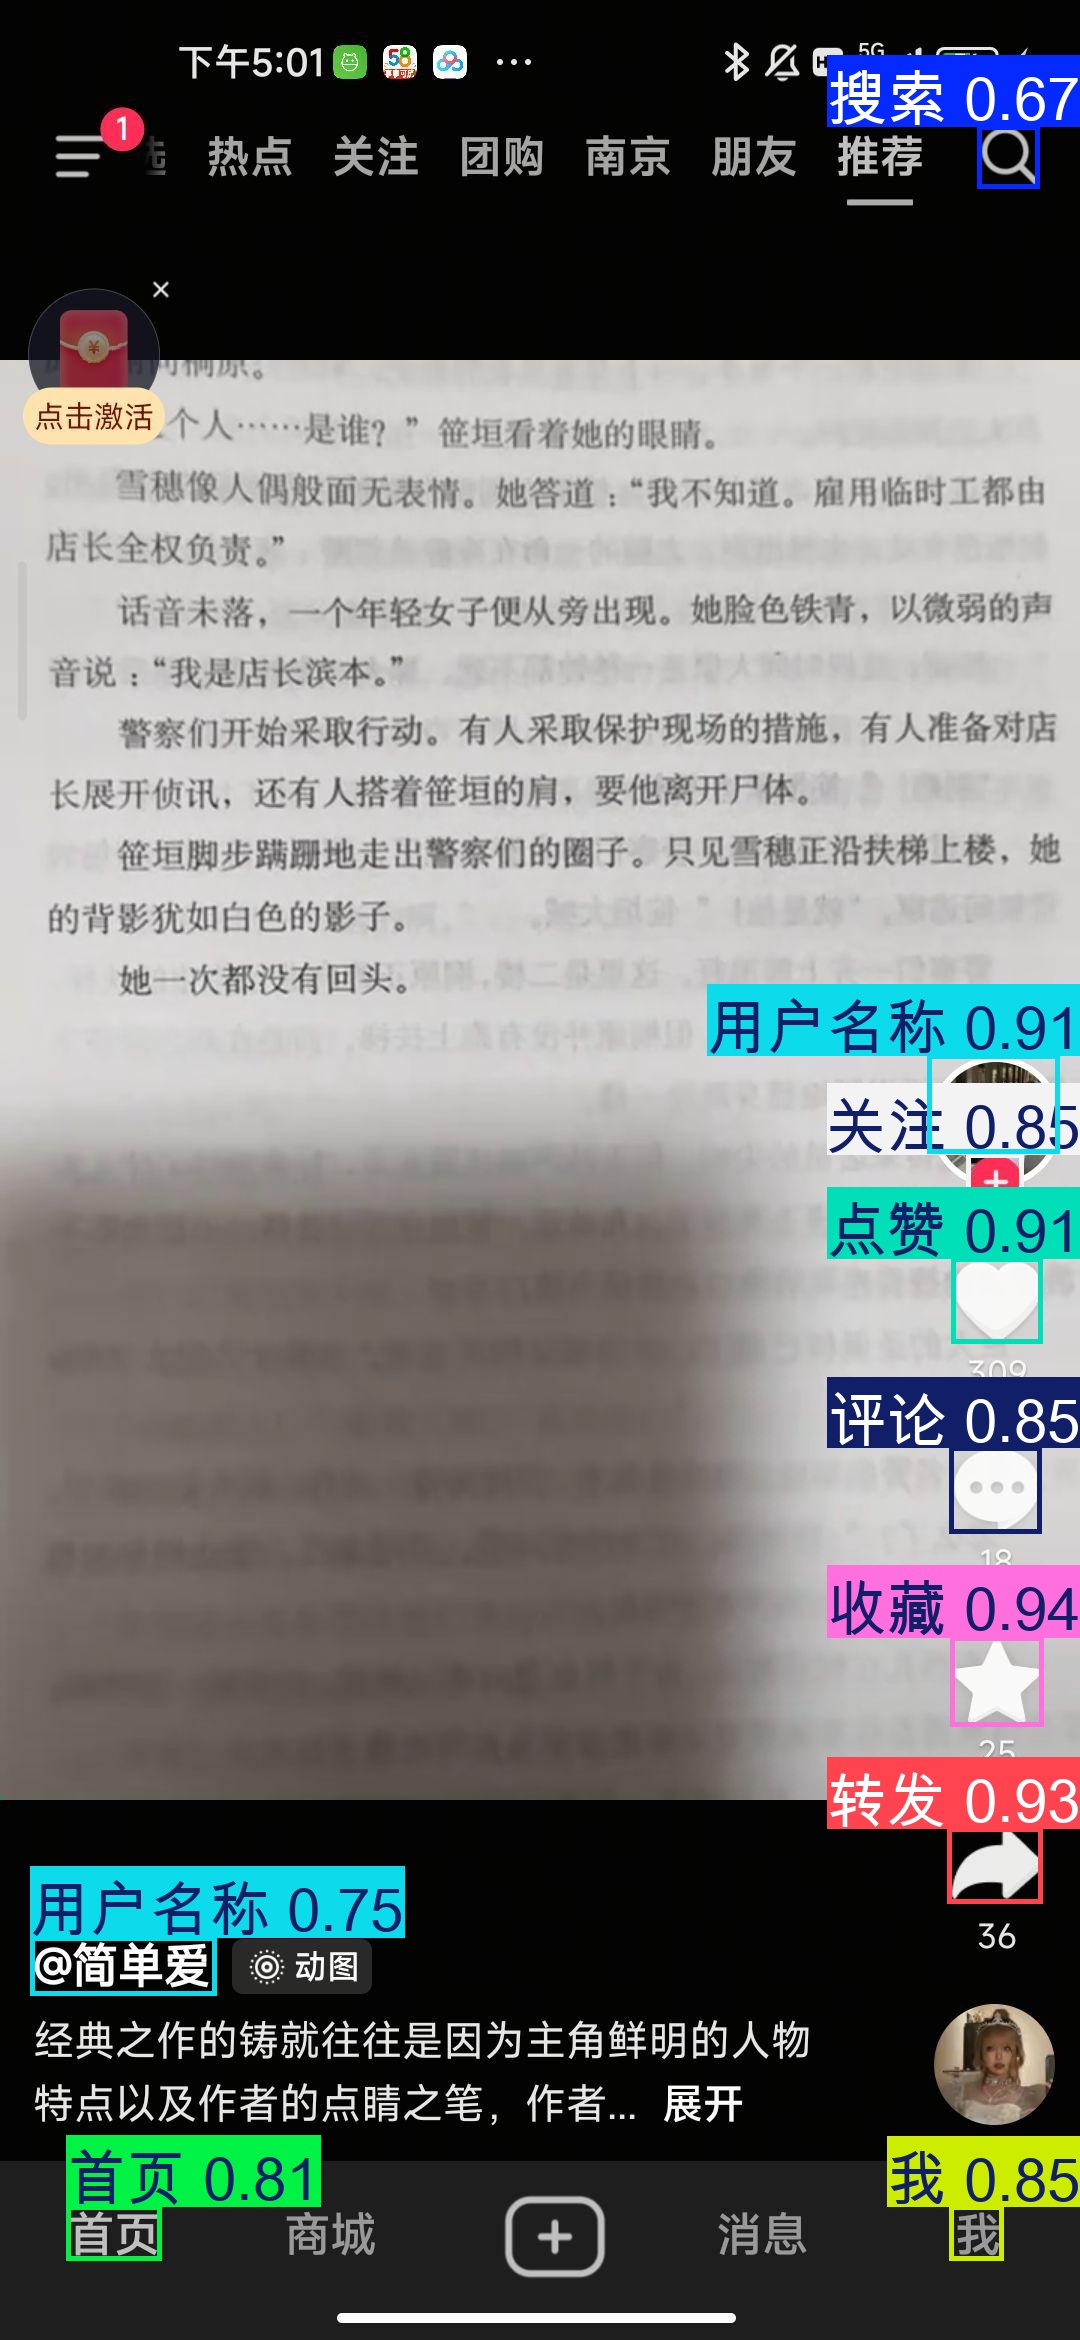 下午5:01
58
5G
搜索 0.67
1
热点 关注 团购 南京 朋友 推荐
点击激活
个人……是谁？” 笹垣看着她的眼睛。
雪穗像人偶般面无表情。她答道：“我不知道。雇用临时工都由
店长全权负责。”
话音未落，一个年轻女子便从旁出现。她脸色铁青，以微弱的声
音说：“我是店长滨本。”
警察们开始采取行动。有人采取保护现场的措施，有人准备对店
长展开侦讯，还有人搭着笹垣的肩，要他离开尸体。
笹垣脚步蹒跚地走出警察们的圈子。只见雪穗正沿扶梯上楼，她
的背影犹如白色的影子。
她一次都没有回头。
用户名称 0.91
关注 0.85
点赞 0.91
309
评论 0.85
18
收藏 0.94
25
转发 0.93
36
用户名称 0.75
@简单爱 动图
经典之作的铸就往往是因为主角鲜明的人物
特点以及作者的点睛之笔，作者... 展开
首页 0.81 我 0.85
首页 商城 消息 我